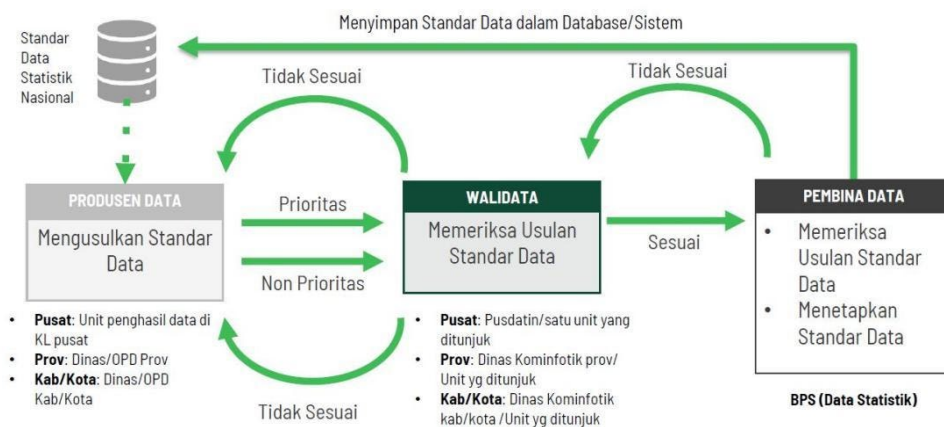 Menyimpan Standar Data dalam Database/Sistem
Standar
Data
Statistik
Nasional
Tidak Sesuai
Tidak Sesuai
PRODUSEN DATA
Mengusulkan Standar
Data
Prioritas
Non Prioritas
WALIDATA
Memeriksa Usulan
Standar Data
Sesuai
PEMBINA DATA
• Memeriksa
Usulan Standar
Data
• Menetapkan
Standar Data
• Pusat: Unit penghasil data di
KL pusat
• Prov: Dinas/OPD Prov
• Kab/Kota: Dinas/OPD
Kab/Kota
Tidak Sesuai
• Pusat: Pusdatin/satu unit yang
ditunjuk
• Prov: Dinas Kominfotik prov/
Unit yg ditunjuk
• Kab/Kota: Dinas Kominfotik
kab/kota /Unit yg ditunjuk
BPS (Data Statistik)